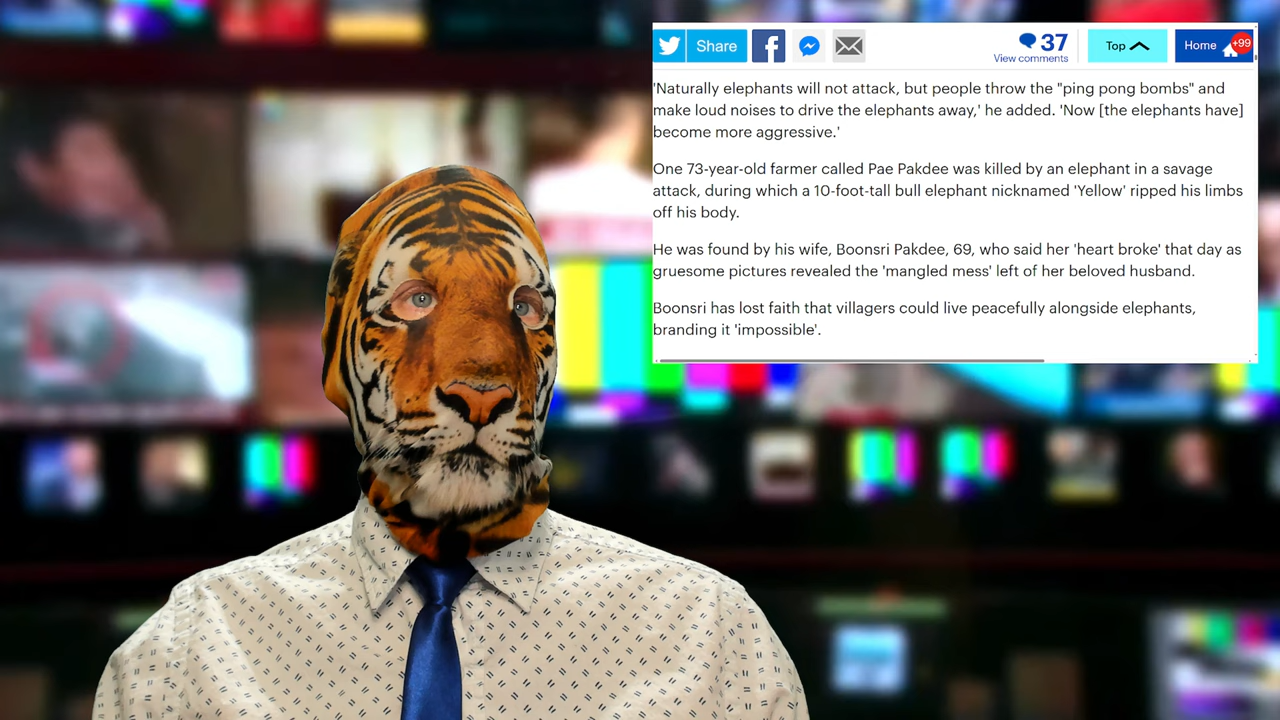 Share
37
View comments
Top
Home
+99
'Naturally elephants will not attack, but people throw the "ping pong bombs" and
make loud noises to drive the elephants away,' he added. 'Now [the elephants have]
become more aggressive.'
One 73-year-old farmer called Pae Pakdee was killed by an elephant in a savage
attack, during which a 10-foot-tall bull elephant nicknamed 'Yellow' ripped his limbs
off his body.
He was found by his wife, Boonsri Pakdee, 69, who said her 'heart broke' that day as
gruesome pictures revealed the 'mangled mess' left of her beloved husband.
Boonsri has lost faith that villagers could live peacefully alongside elephants,
branding it 'impossible'.